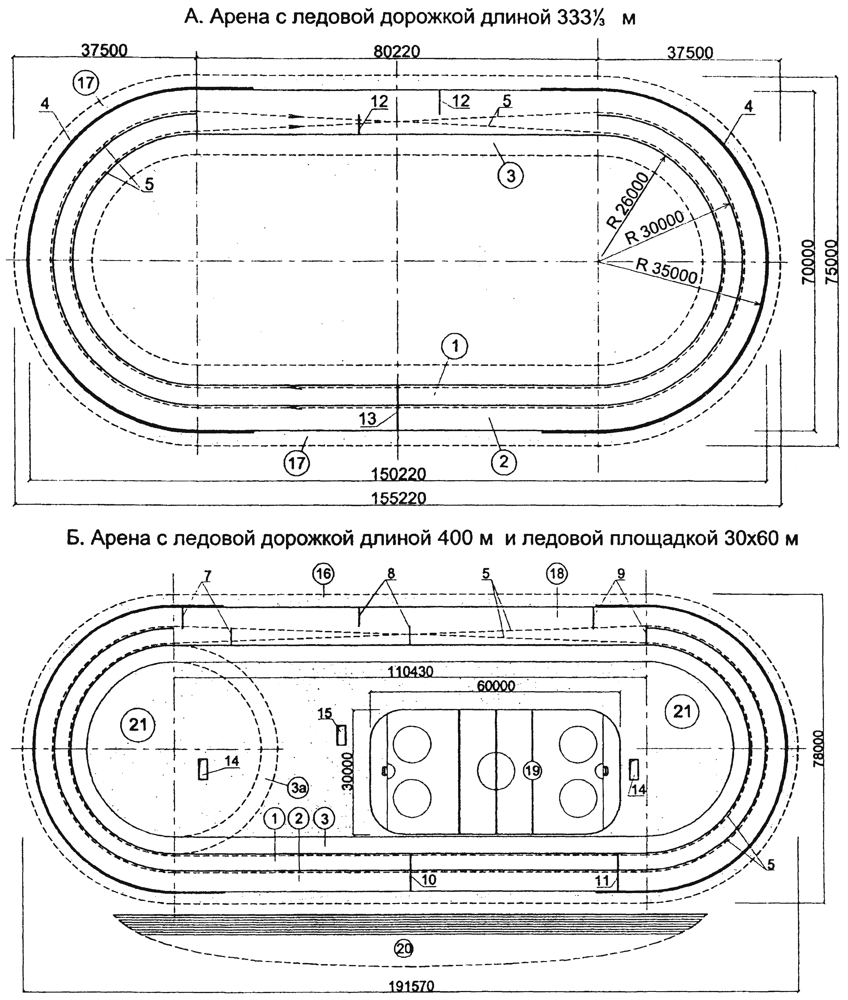 А. Арена с ледовой дорожкой длиной 333⅓ м
37500 80220 37500
17
4 12 12 5 4
5 3
R 26000
R 30000
R 35000
70000
75000
1
13
17 2
150220
155220
Б. Арена с ледовой дорожкой длиной 400 м и ледовой площадкой 30х60 м
7 16 8 5 18 9
110430
60000
21 15 21
14 30000 19 14
78000
3а
1 2 3
5
10 11
20
191570